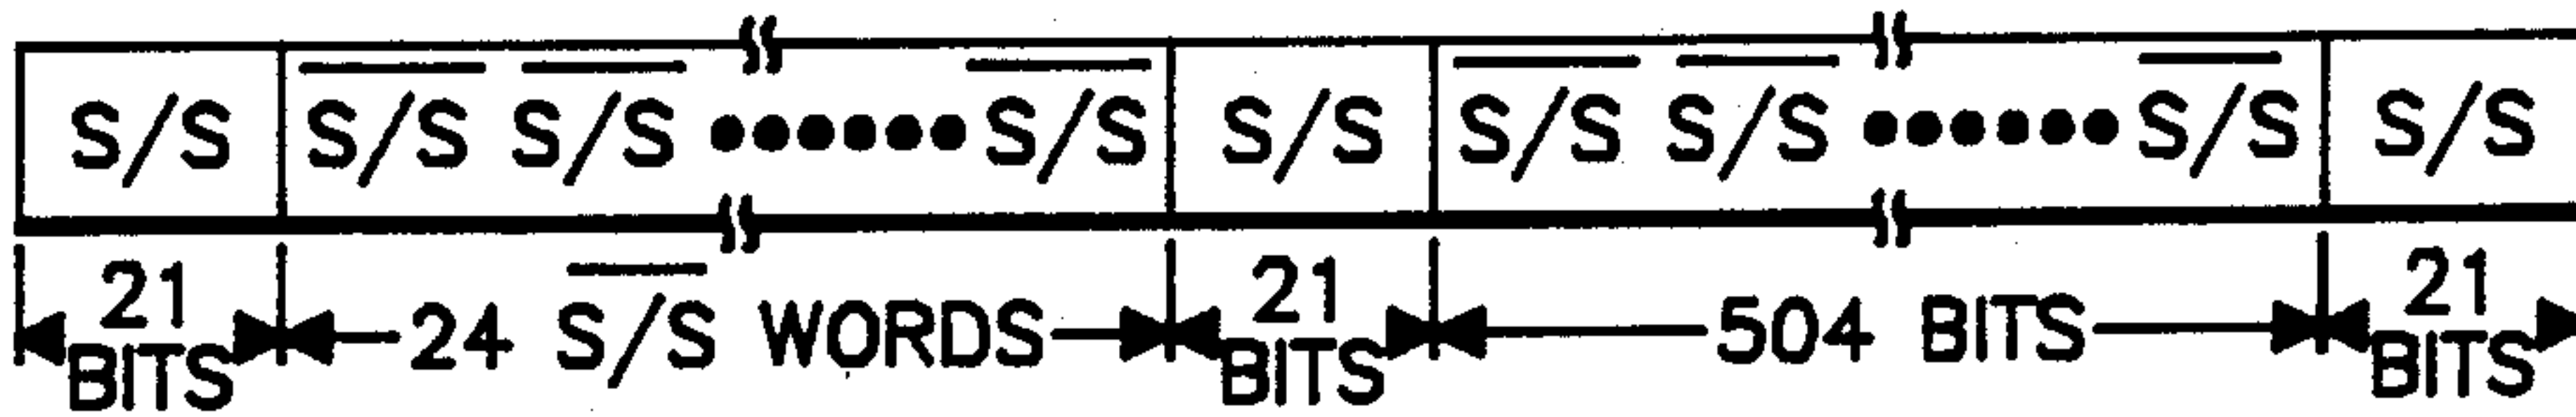 S/S S̅/̅S̅ S̅/̅S̅ •••••• S̅/̅S̅ S/S S̅/̅S̅ S̅/̅S̅ •••••• S̅/̅S̅ S/S
21 BITS
24 S̅/̅S̅ WORDS
21 BITS
504 BITS
21 BITS